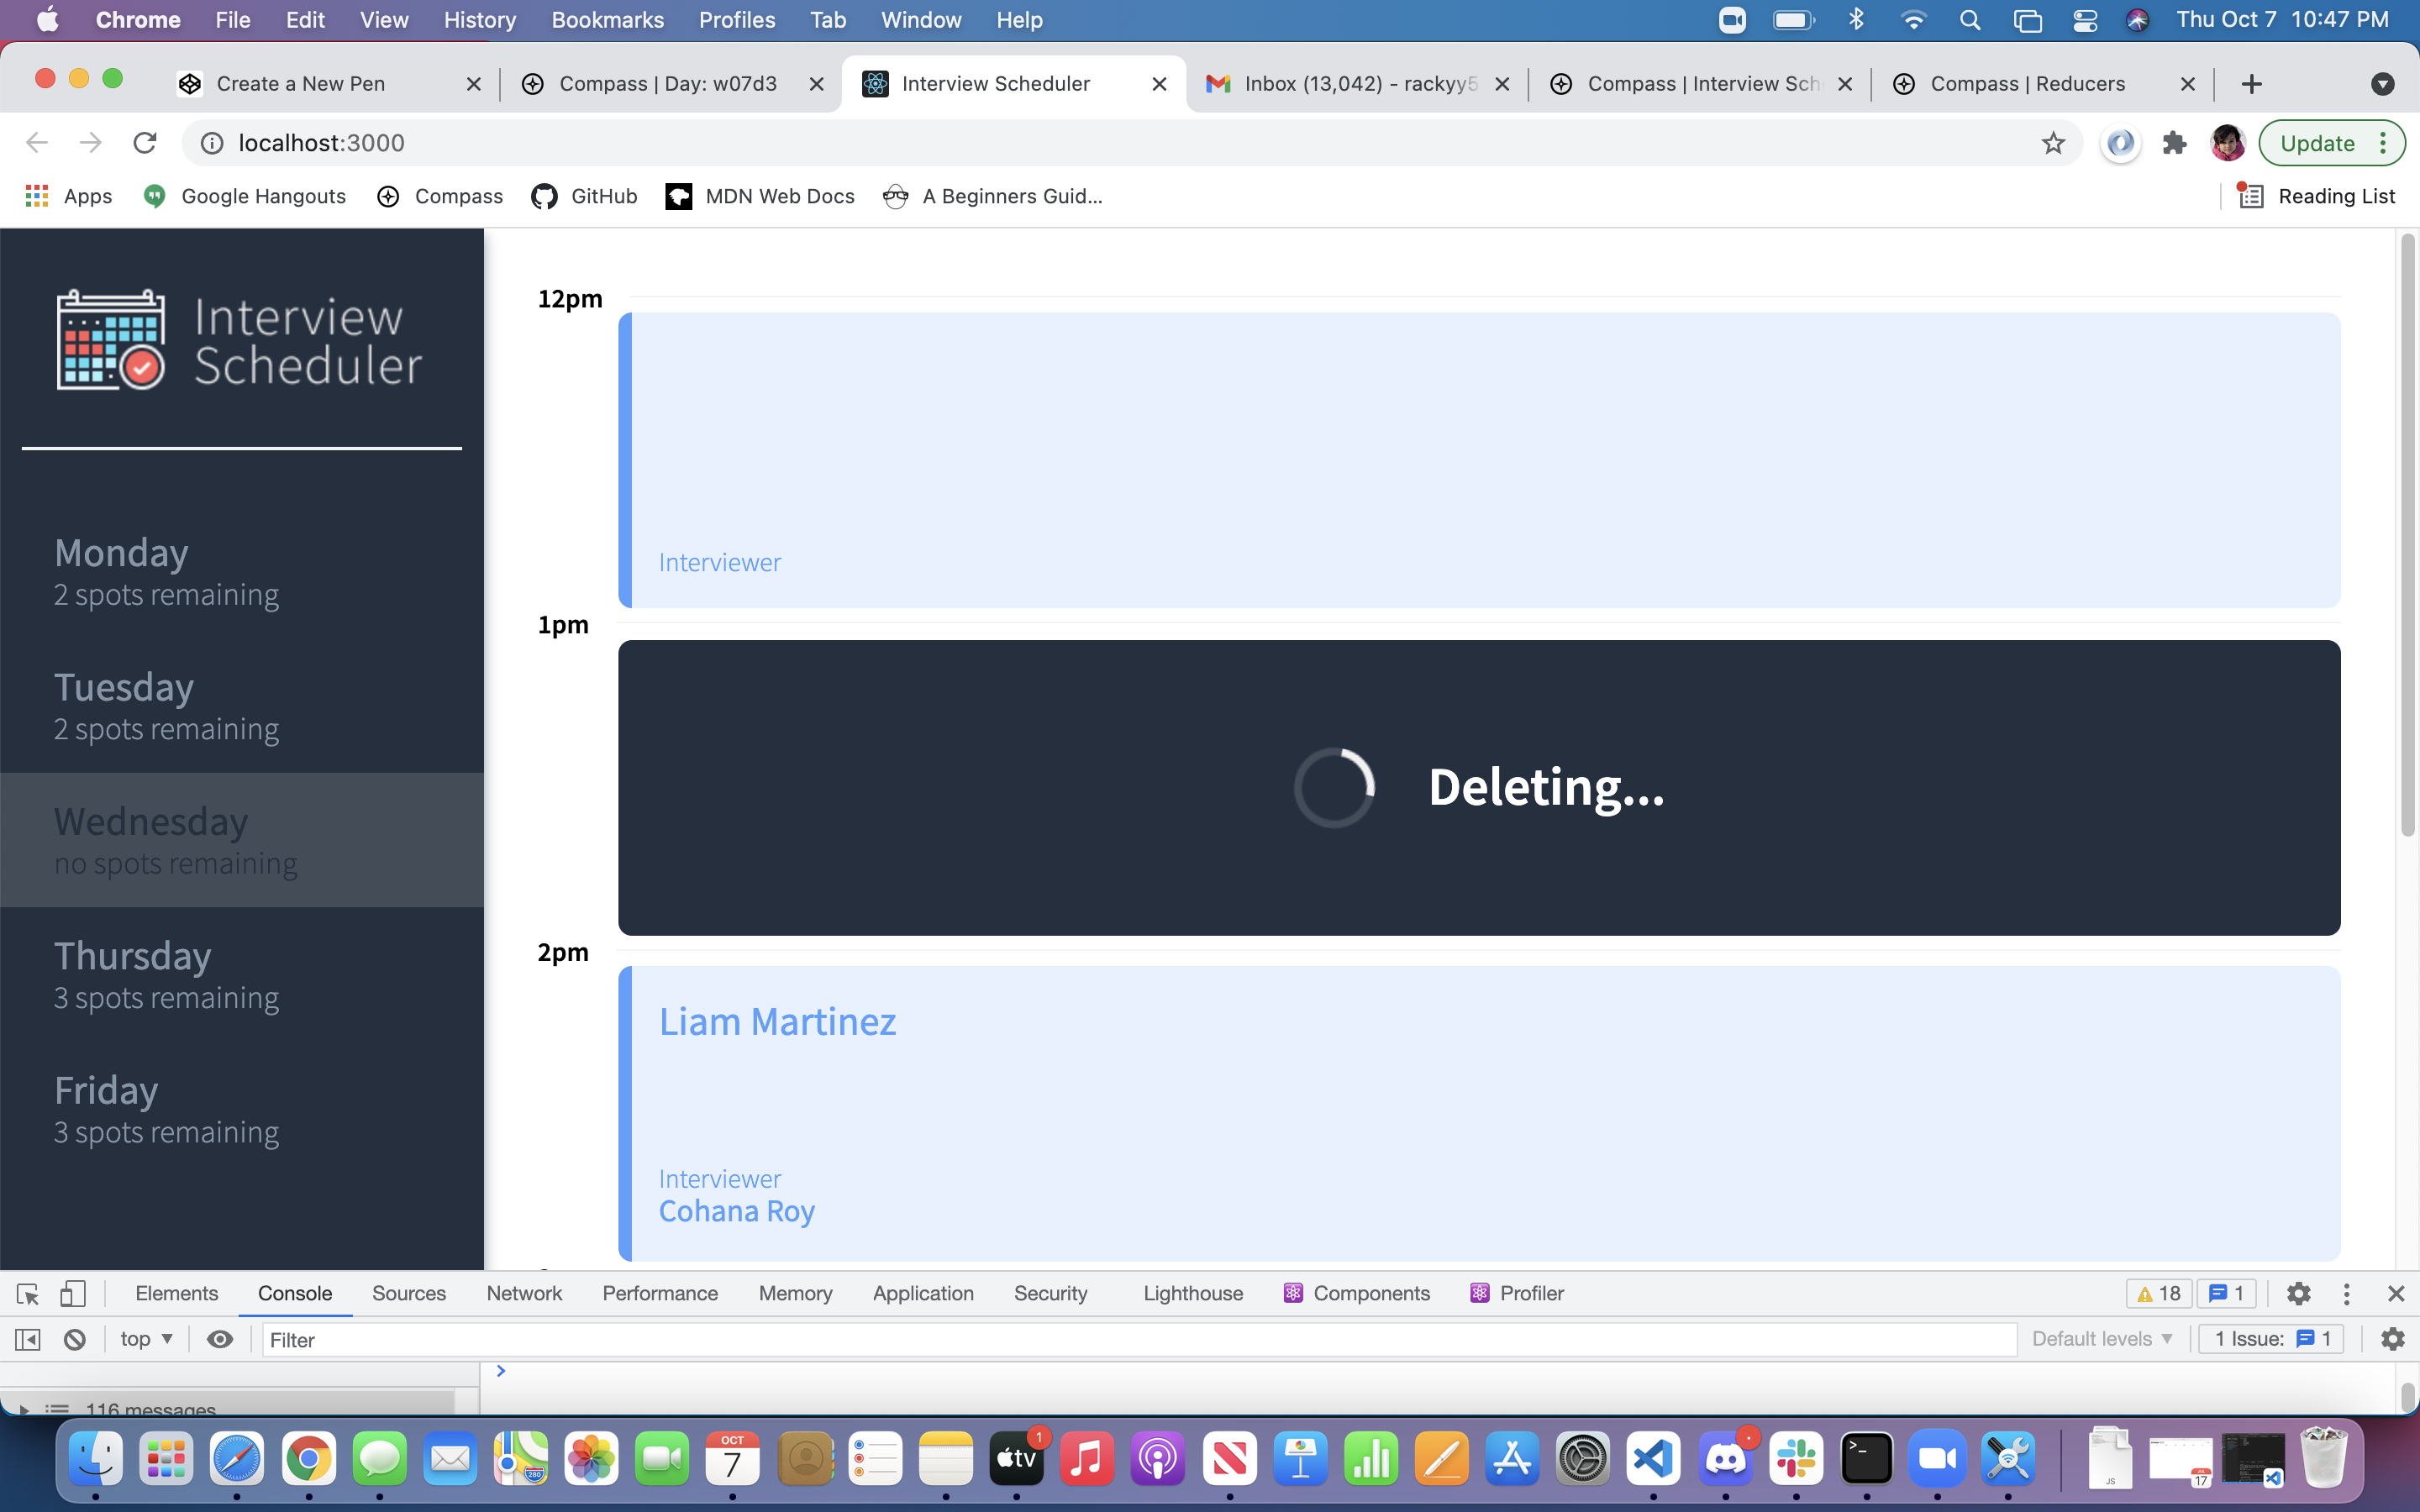 Chrome File Edit View History Bookmarks Profiles Tab Window Help Thu Oct 7 10:47 PM
Create a New Pen
Compass | Day: w07d3
Interview Scheduler
Inbox (13,042) - rackyy5
Compass | Interview Sch
Compass | Reducers
localhost:3000
Update
Apps
Google Hangouts
Compass
GitHub
MDN Web Docs
A Beginners Guid...
Reading List
Interview
Scheduler
Monday
2 spots remaining
Tuesday
2 spots remaining
Wednesday
no spots remaining
Thursday
3 spots remaining
Friday
3 spots remaining
12pm
Interviewer
1pm
Deleting...
2pm
Liam Martinez
Interviewer
Cohana Roy
Elements Console Sources Network Performance Memory Application Security Lighthouse Components Profiler 18 1
top Filter Default levels 1 Issue: 1
116 messages
OCT
7
280
tv
1
JS
17